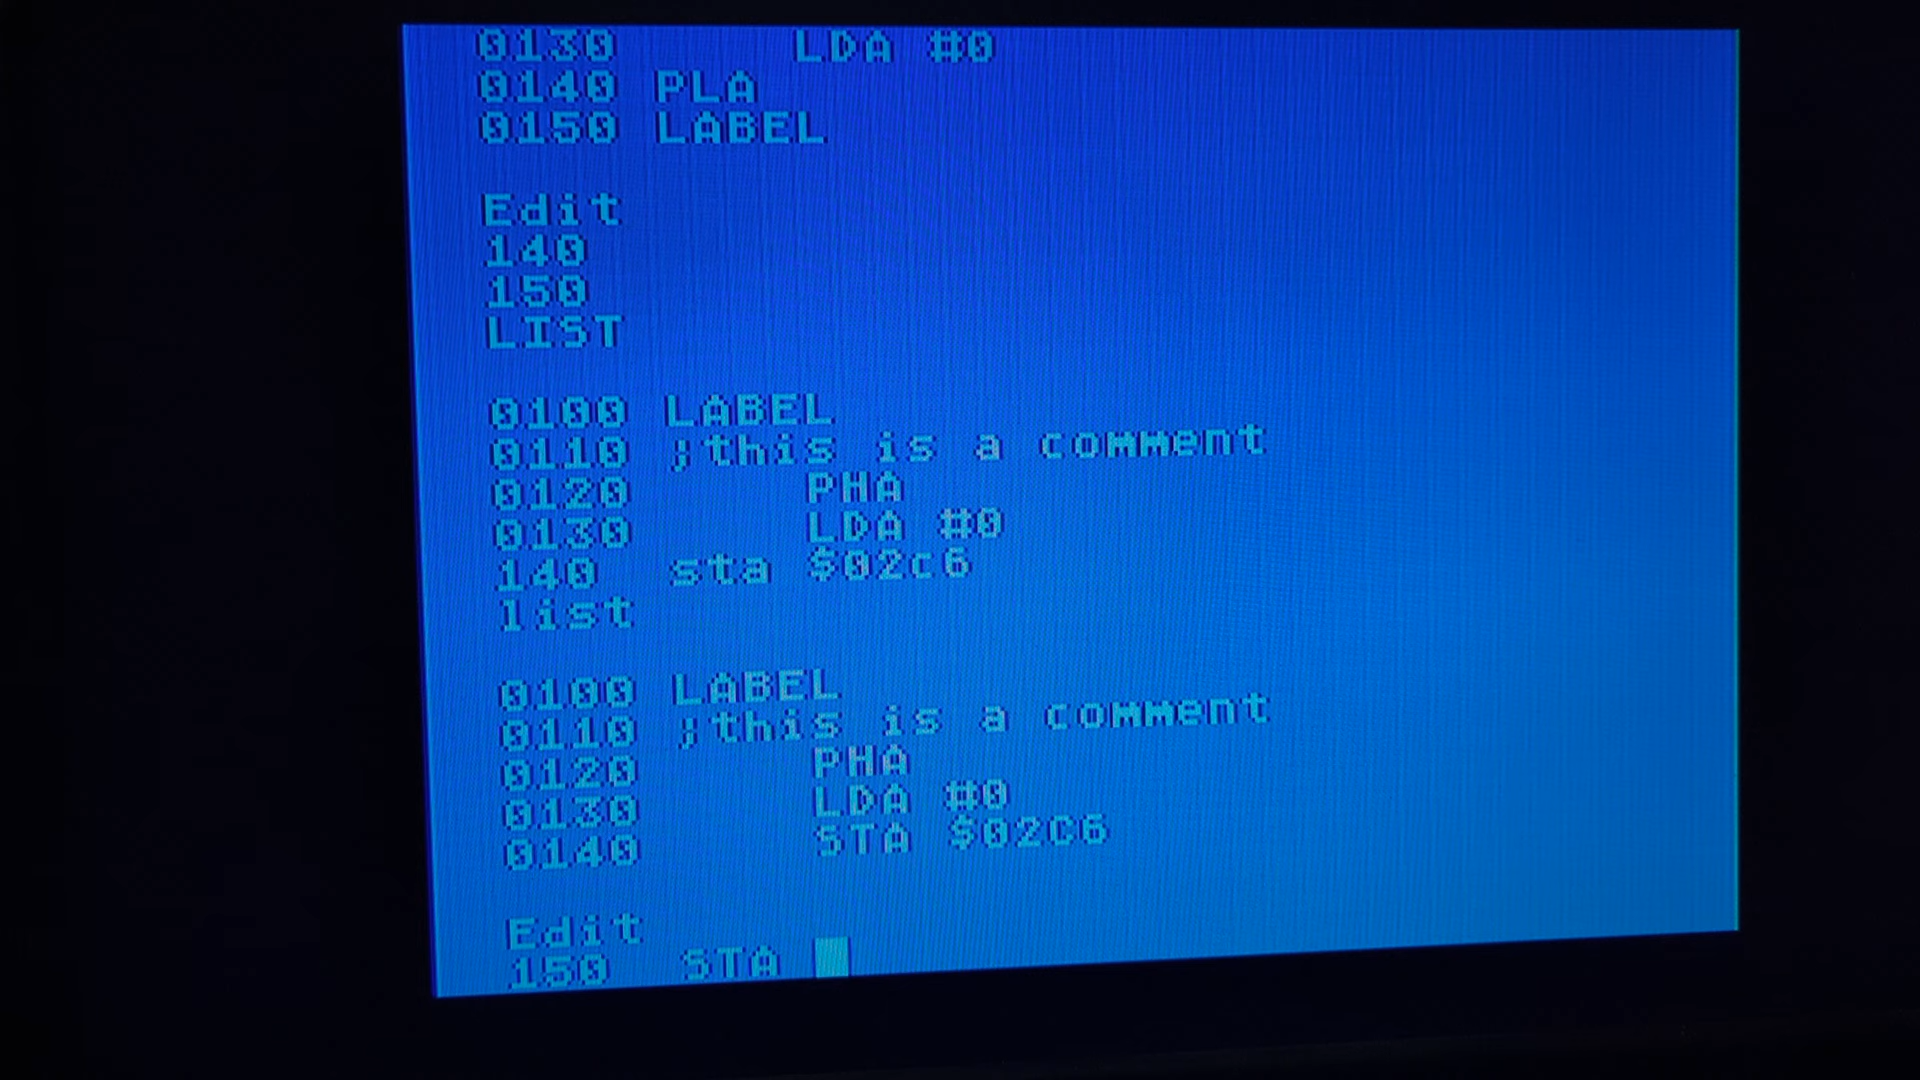 0130      LDA #0
0140 PLA
0150 LABEL
Edit
140
150
LIST
0100 LABEL
0110 ;this is a comment
0120      PHA
0130      LDA #0
140  sta $02c6
list
0100 LABEL
0110 ;this is a comment
0120      PHA
0130      LDA #0
0140      STA $02C6
Edit
150  STA